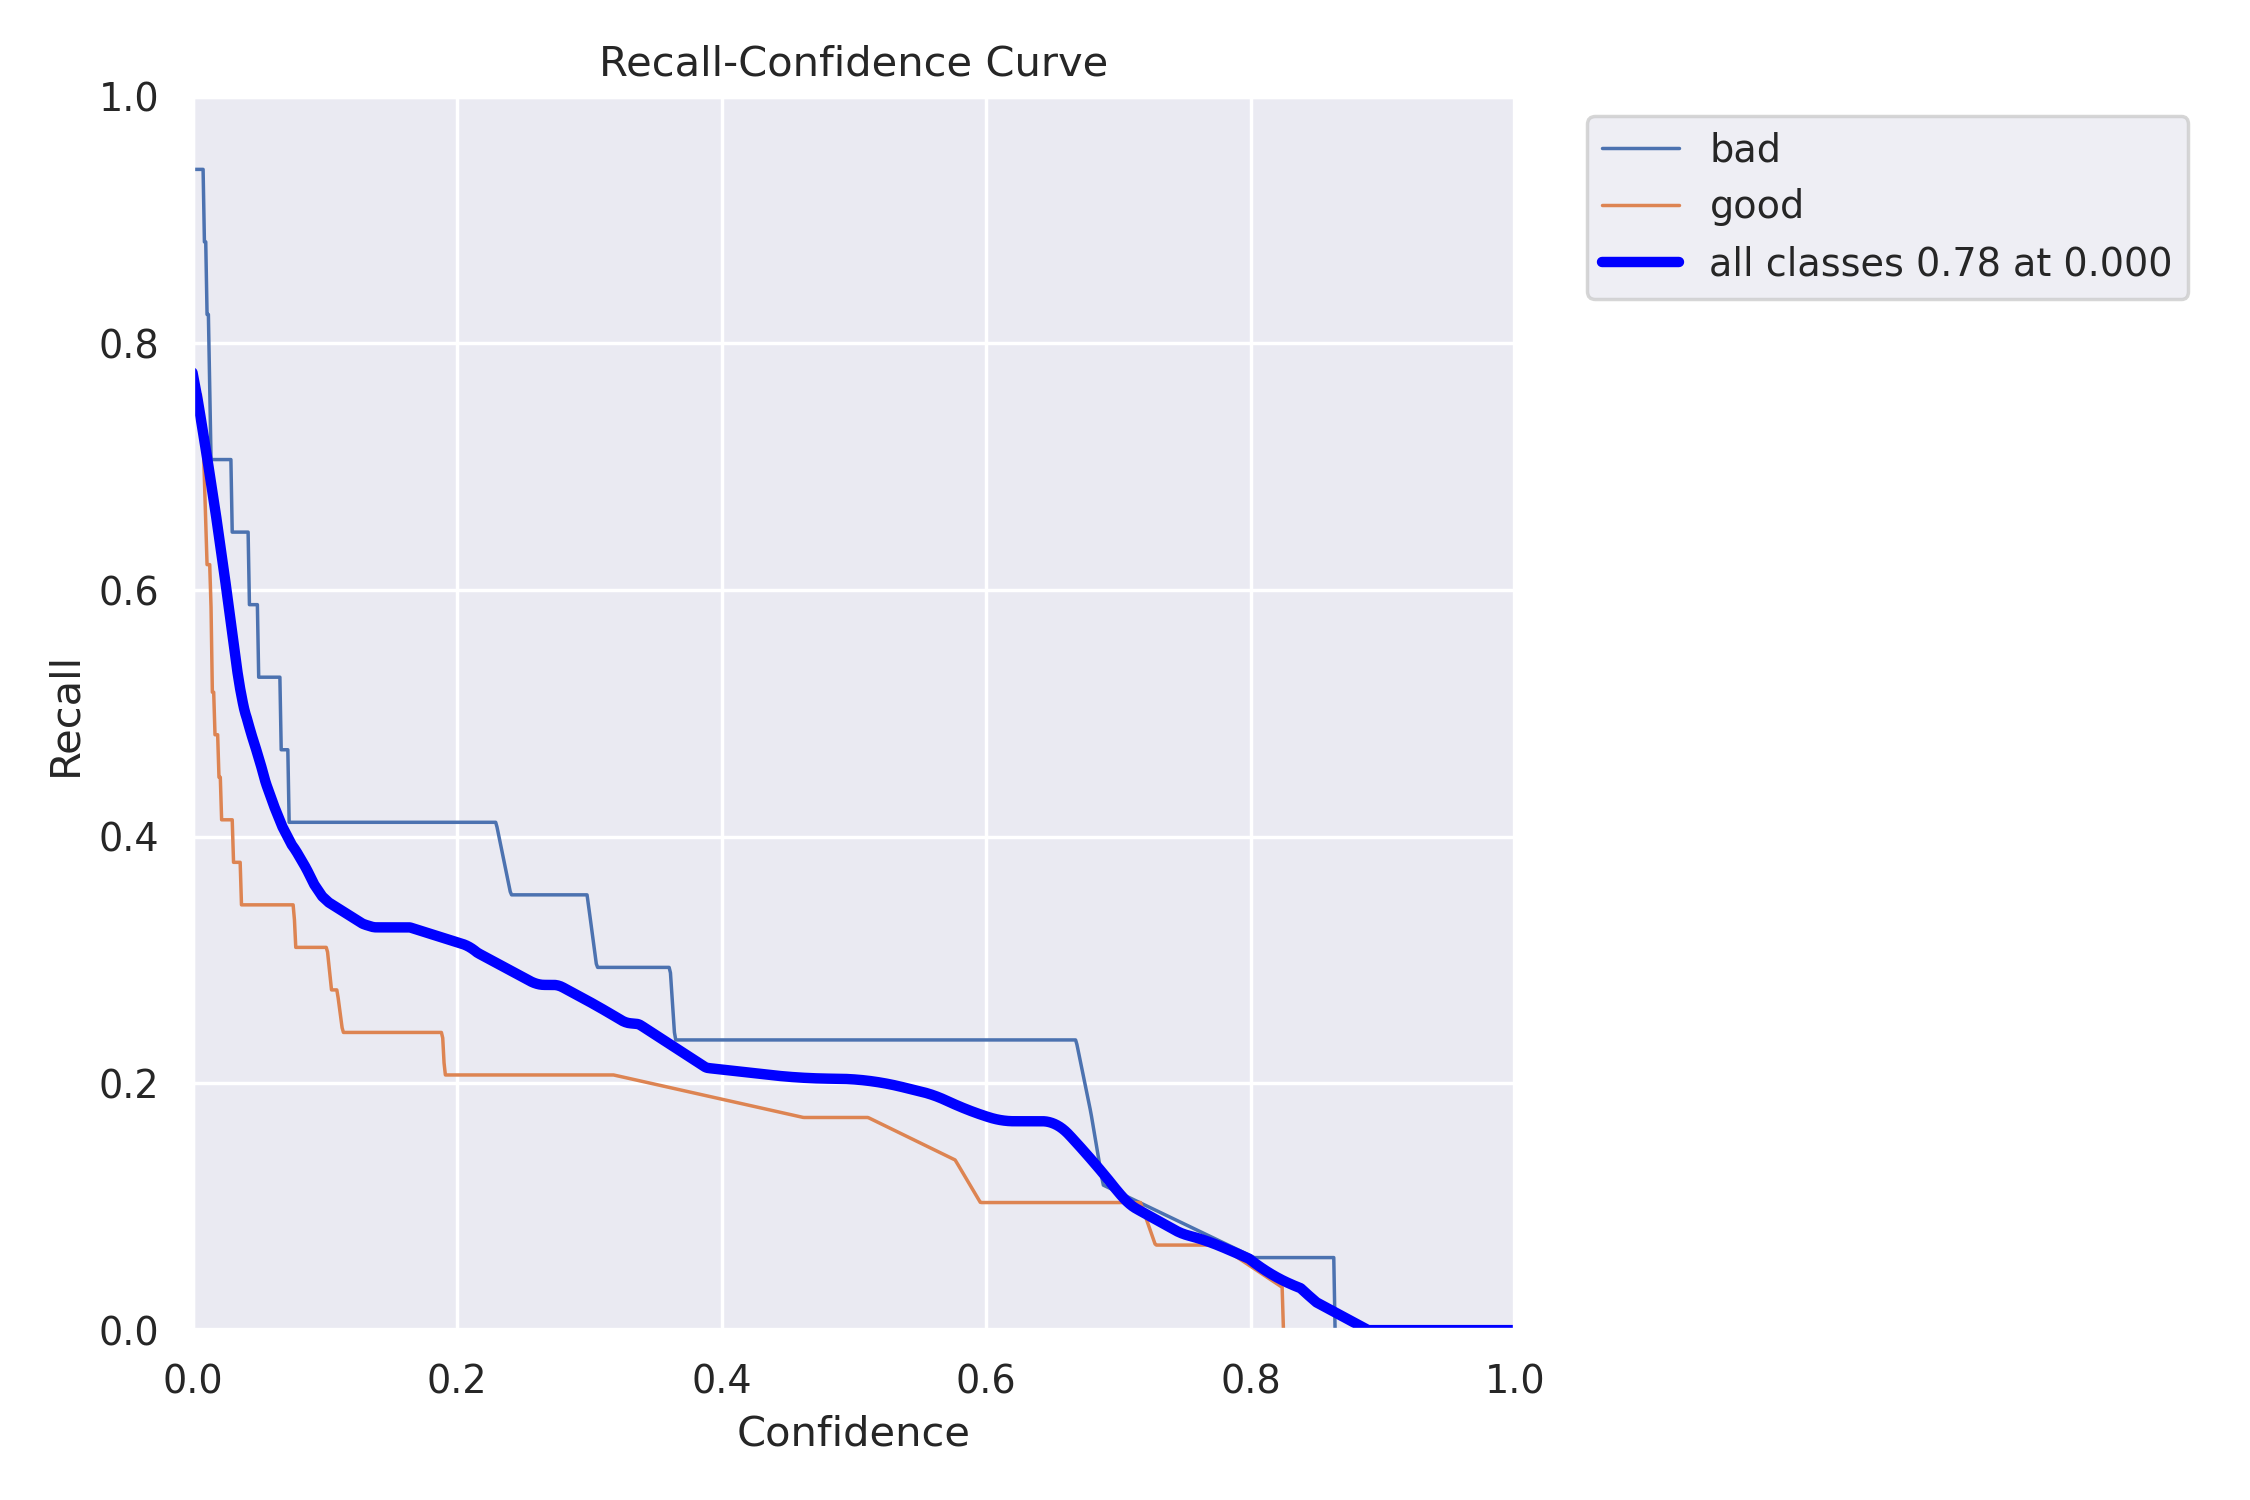 Recall-Confidence Curve
1.0
0.8
0.6
0.4
0.2
0.0
Recall
0.0 0.2 0.4 0.6 0.8 1.0
Confidence
bad
good
all classes 0.78 at 0.000